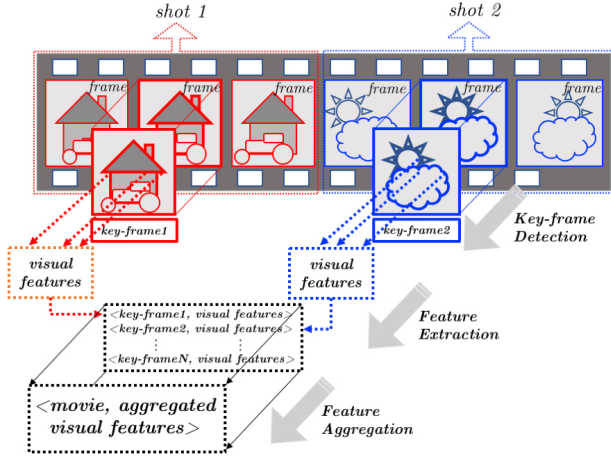 shot 1
shot 2
frame
frame
frame
frame
frame
frame
key-frame1
key-frame2
Key-frame
Detection
visual
features
visual
features
<key-frame1, visual features>
<key-frame2, visual features>
⋮ ⋮
<key-frameN, visual features>
Feature
Extraction
<movie, aggregated
visual features>
Feature
Aggregation